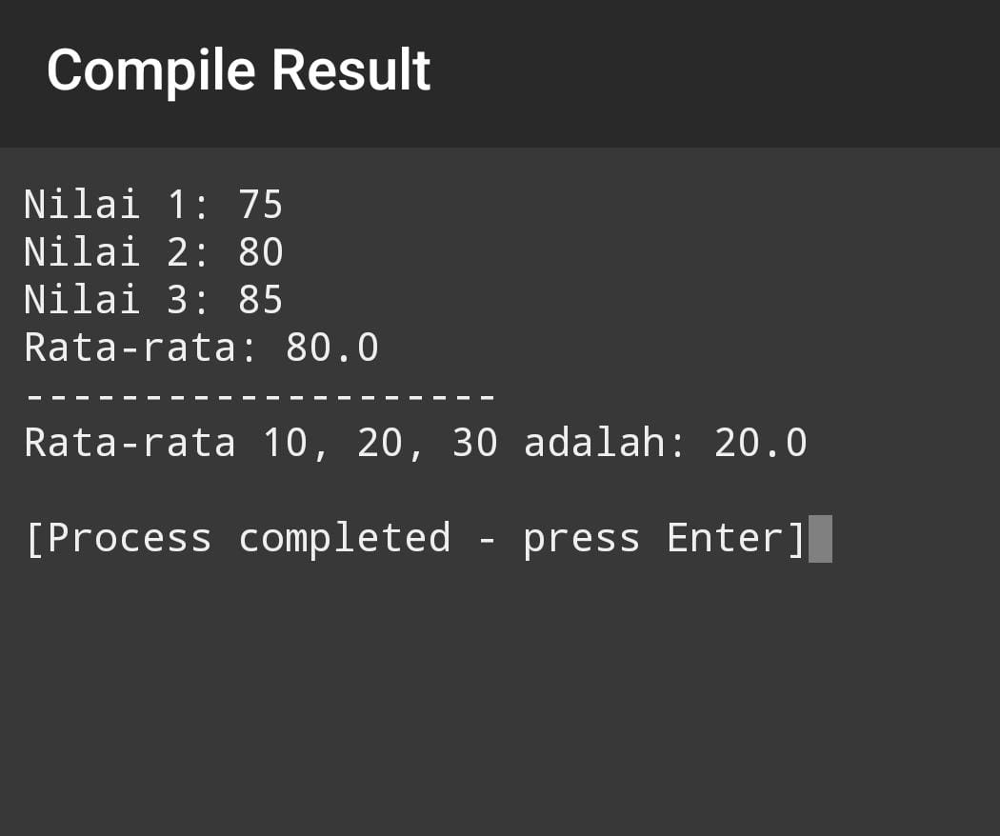 Compile Result
Nilai 1: 75
Nilai 2: 80
Nilai 3: 85
Rata-rata: 80.0
--------------------
Rata-rata 10, 20, 30 adalah: 20.0
[Process completed - press Enter]